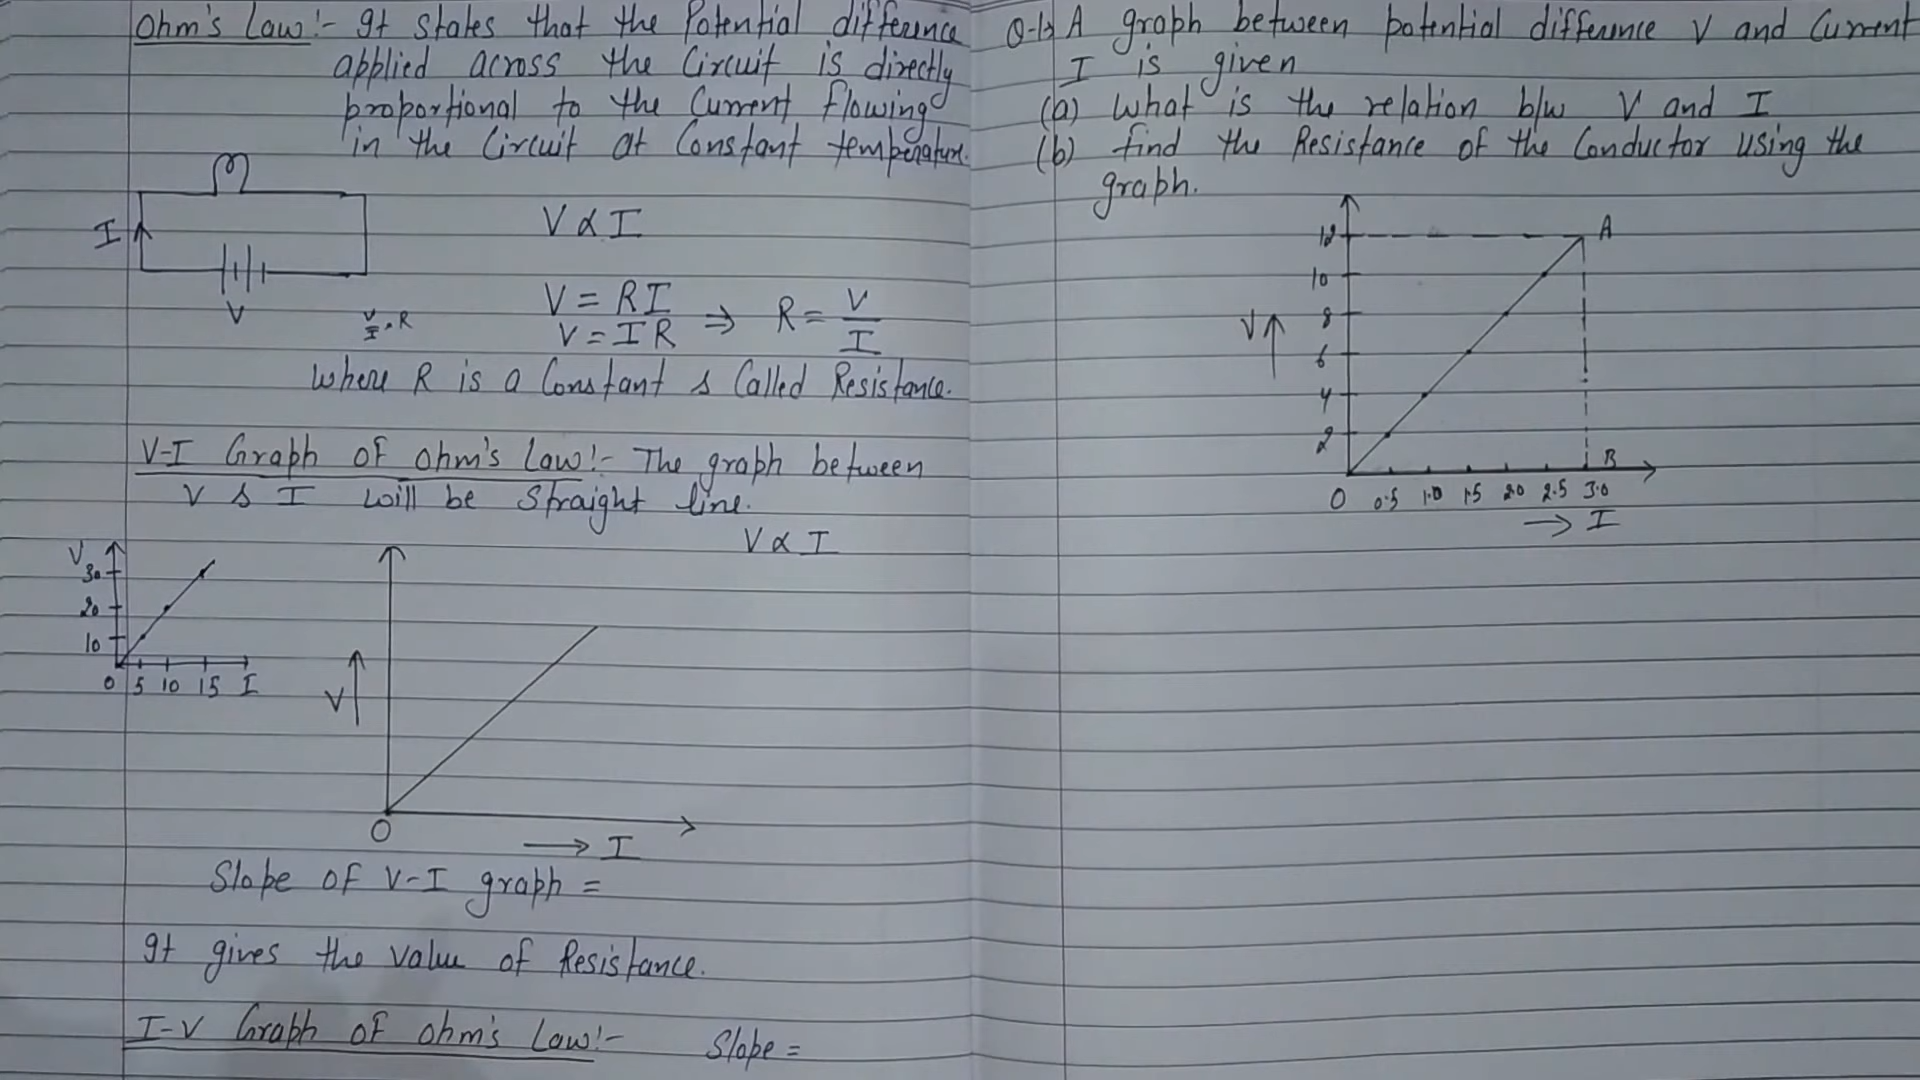 Ohm's Law:- It states that the Potential difference
applied across the Circuit is directly
proportional to the Current flowing
in the Circuit at Constant temperature.
I
V
V ∝ I
V = RI
V = IR ⇒ R = V/I
V/I = R
where R is a Constant & Called Resistance.
V-I Graph of Ohm's Law:- The graph between
V & I will be Straight line.
V ∝ I
V
30
20
10
0 5 10 15 I
V
O
→ I
Slope of V-I graph =
It gives the value of Resistance.
I-V Graph of Ohm's Law:- Slope =
Q-1) A graph between potential difference V and Current
I is given
(a) What is the relation b/w V and I
(b) find the Resistance of the Conductor using the
graph.
12 A
10
V 8
6
4
2
B
O 0.5 1.0 1.5 2.0 2.5 3.0
→ I